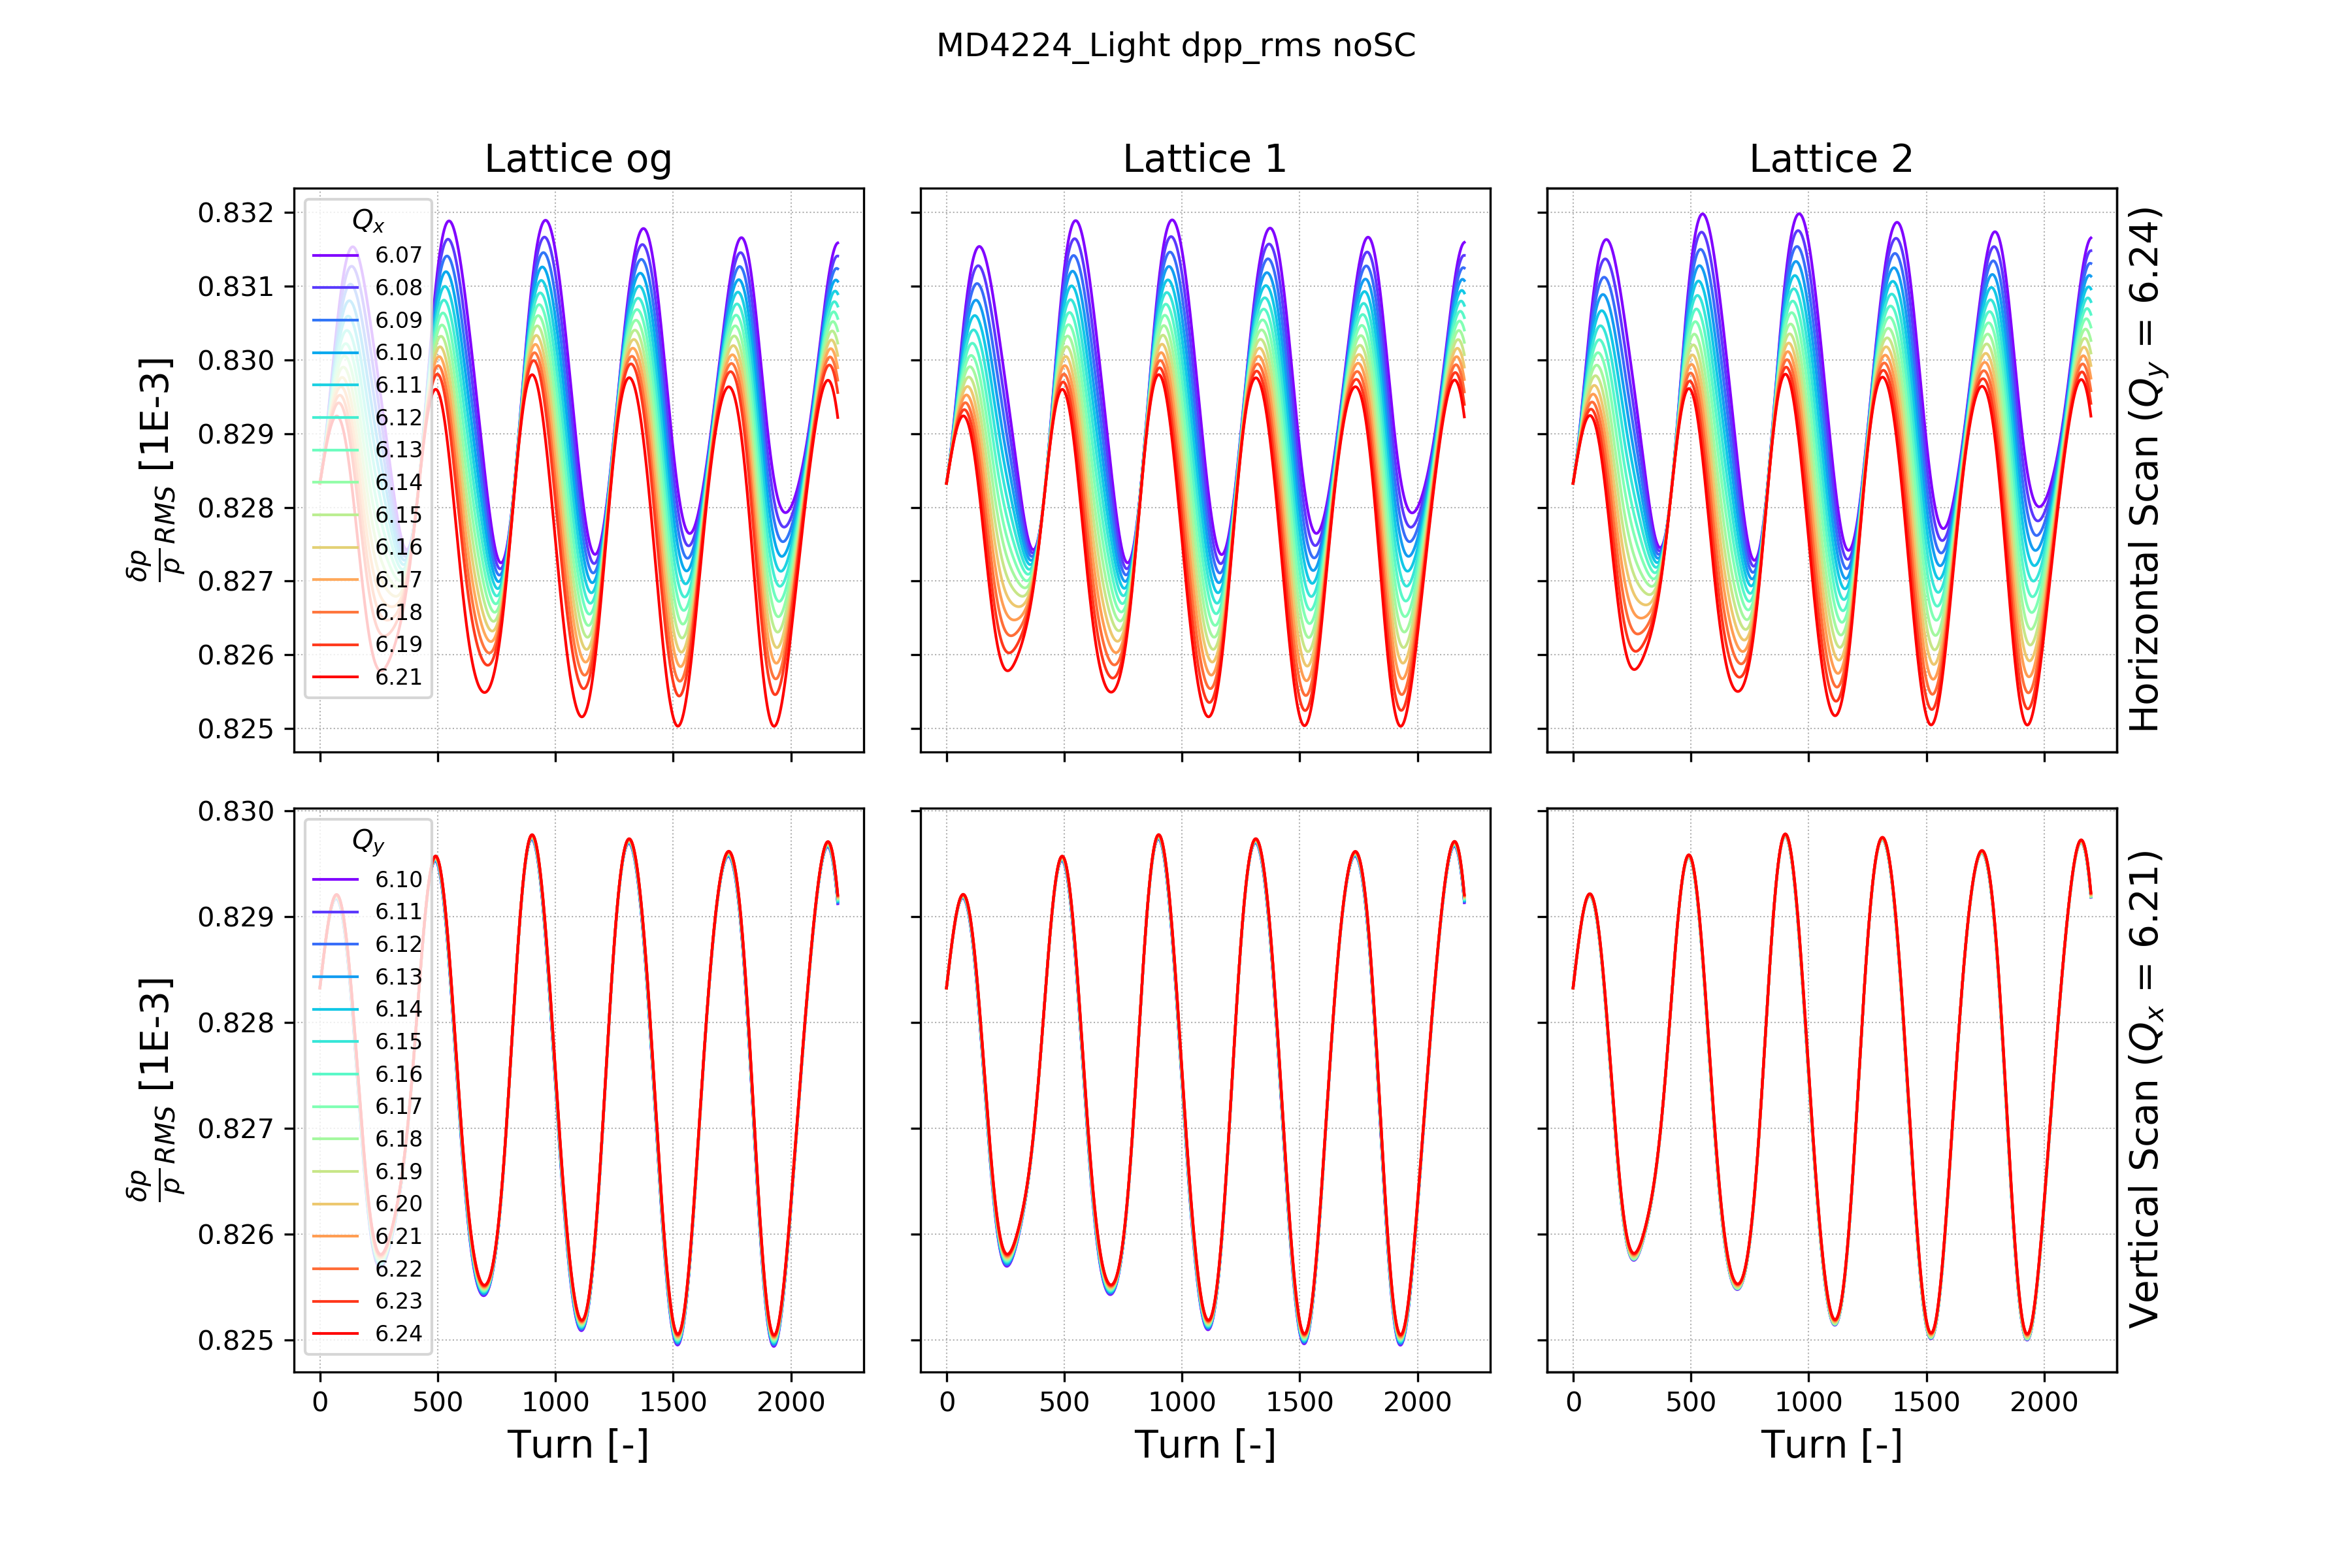 MD4224_Light dpp_rms noSC
Lattice og
Lattice 1
Lattice 2
0.832
0.831
0.830
0.829
0.828
0.827
0.826
0.825
δp/p RMS [1E-3]
Qx
6.07
6.08
6.09
6.10
6.11
6.12
6.13
6.14
6.15
6.16
6.17
6.18
6.19
6.21
Horizontal Scan (Qy = 6.24)
0.830
0.829
0.828
0.827
0.826
0.825
δp/p RMS [1E-3]
Qy
6.10
6.11
6.12
6.13
6.14
6.15
6.16
6.17
6.18
6.19
6.20
6.21
6.22
6.23
6.24
Vertical Scan (Qx = 6.21)
0 500 1000 1500 2000
0 500 1000 1500 2000
0 500 1000 1500 2000
Turn [-]
Turn [-]
Turn [-]